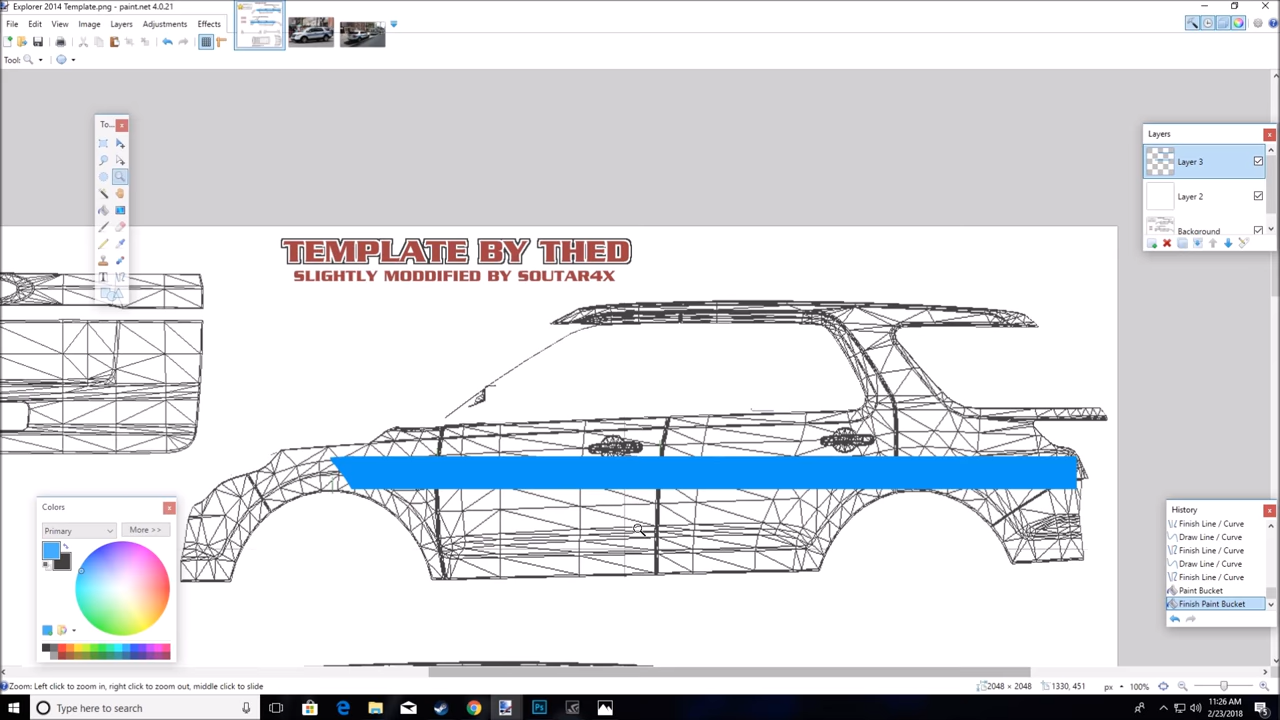 Explorer 2014 Template.png - paint.net 4.0.21
File Edit View Image Layers Adjustments Effects
Tool:
To...
Layers
Layer 3
Layer 2
Background
TEMPLATE BY THED
SLIGHTLY MODDIFIED BY SOUTAR4X
Colors
Primary
More >>
History
Finish Line / Curve
Draw Line / Curve
Finish Line / Curve
Draw Line / Curve
Finish Line / Curve
Paint Bucket
Finish Paint Bucket
Zoom: Left click to zoom in, right click to zoom out, middle click to slide
2048 × 2048
1330, 451
px
100%
Type here to search
11:26 AM
2/23/2018